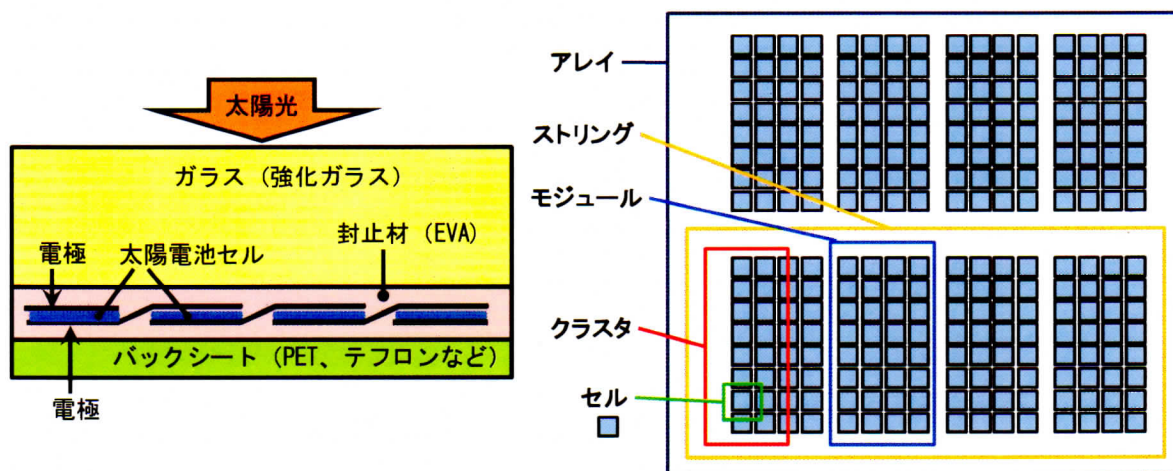 太陽光
ガラス（強化ガラス）
封止材（EVA）
電極
太陽電池セル
バックシート（PET、テフロンなど）
電極
アレイ
ストリング
モジュール
クラスタ
セル